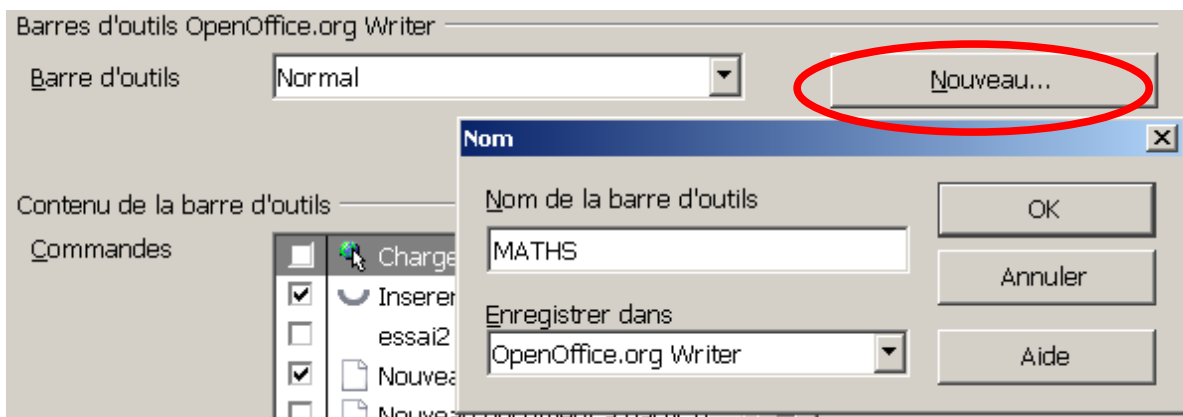 Barres d'outils OpenOffice.org Writer
Barre d'outils
Normal
Nouveau...
Nom
Nom de la barre d'outils
OK
MATHS
Annuler
Enregistrer dans
OpenOffice.org Writer
Aide
Contenu de la barre d'outils
Commandes
Charge
Inserer
essai2
Nouvea